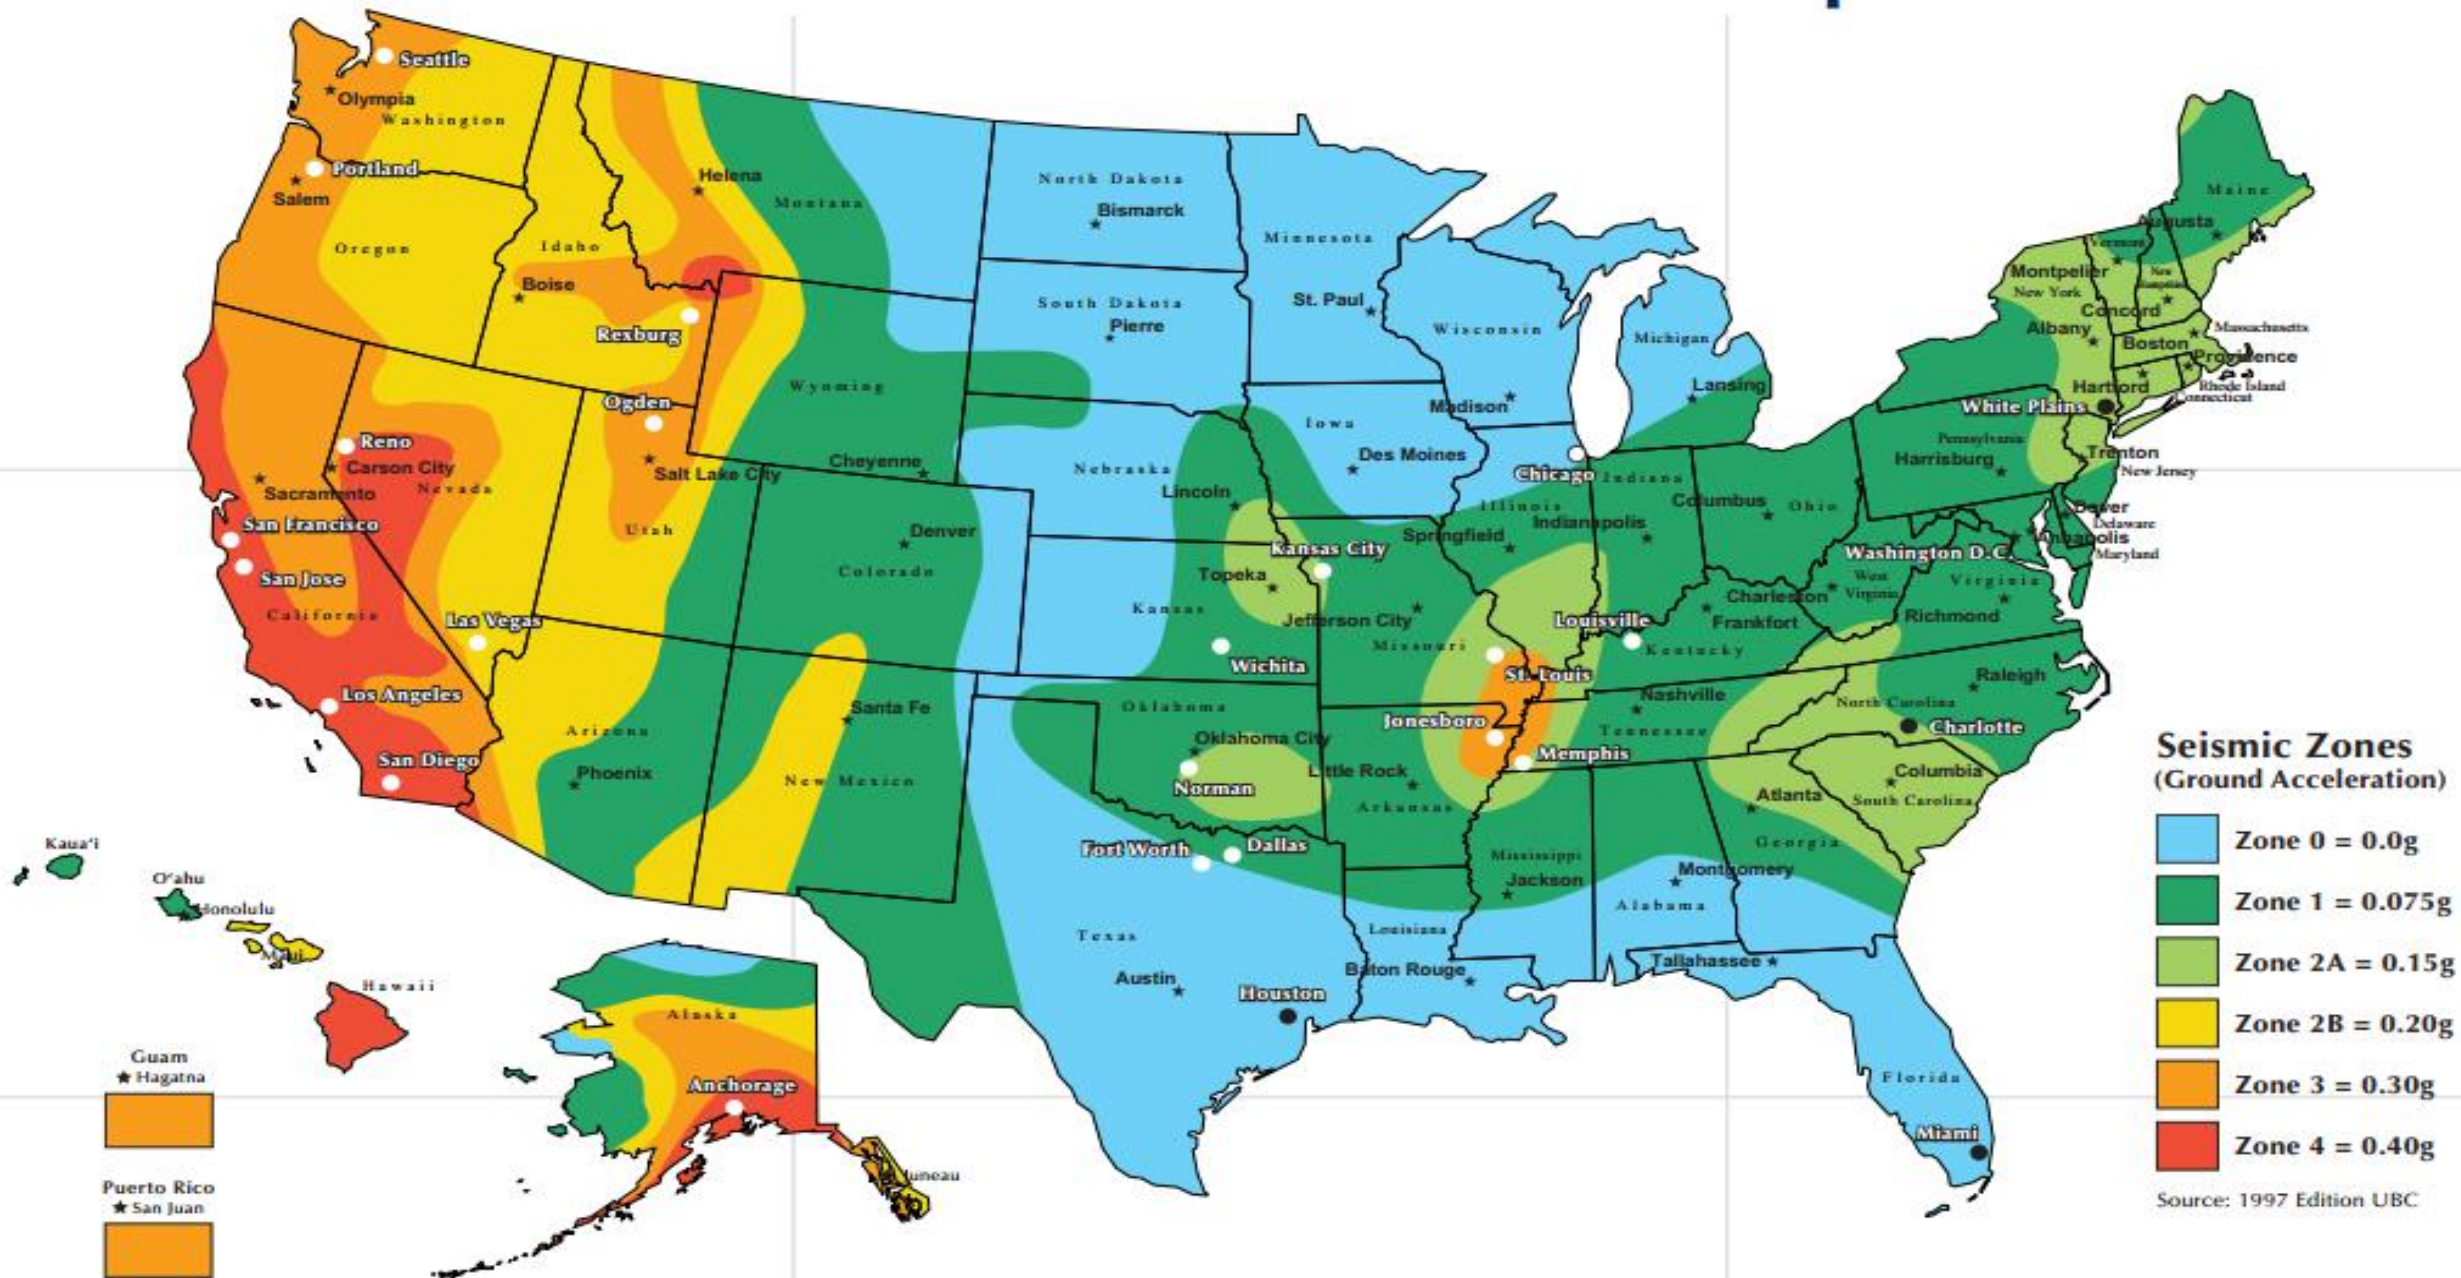 Seattle
Olympia
Washington
Portland
Salem
Oregon
Idaho
Boise
Helena
Montana
Rexburg
Ogden
Salt Lake City
Utah
Wyoming
Cheyenne
Reno
Carson City
Nevada
Sacramento
San Francisco
San Jose
California
Las Vegas
Los Angeles
San Diego
Arizona
Phoenix
New Mexico
Santa Fe
Denver
Colorado
North Dakota
Bismarck
South Dakota
Pierre
Nebraska
Lincoln
Kansas
Topeka
Wichita
Oklahoma
Oklahoma City
Norman
Fort Worth
Dallas
Texas
Austin
Houston
Minnesota
St. Paul
Wisconsin
Madison
Michigan
Lansing
Iowa
Des Moines
Chicago
Illinois
Springfield
Indiana
Indianapolis
Columbus
Ohio
Kansas City
Jefferson City
Missouri
St. Louis
Jonesboro
Little Rock
Arkansas
Louisville
Frankfort
Kentucky
Nashville
Tennessee
Memphis
Mississippi
Jackson
Louisiana
Baton Rouge
Alabama
Montgomery
Atlanta
Georgia
Tallahassee
Florida
Miami
Columbia
South Carolina
North Carolina
Raleigh
Charlotte
Charleston
West
Virginia
Virginia
Richmond
Washington D.C.
Annapolis
Maryland
Dover
Delaware
Pennsylvania
Harrisburg
Trenton
New Jersey
White Plains
New York
Albany
Hartford
Connecticut
Rhode Island
Providence
Boston
Massachusetts
Concord
New
Hampshire
Montpelier
Vermont
Augusta
Maine
Kaua'i
O'ahu
Honolulu
Maui
Hawaii
Alaska
Anchorage
Juneau
Guam
Hagatna
Puerto Rico
San Juan
Seismic Zones
(Ground Acceleration)
Zone 0 = 0.0g
Zone 1 = 0.075g
Zone 2A = 0.15g
Zone 2B = 0.20g
Zone 3 = 0.30g
Zone 4 = 0.40g
Source: 1997 Edition UBC